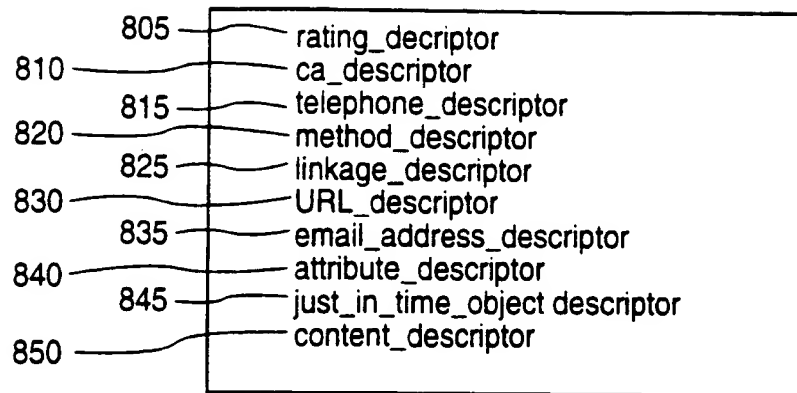 805 rating_decriptor
810 ca_descriptor
815 telephone_descriptor
820 method_descriptor
825 linkage_descriptor
830 URL_descriptor
835 email_address_descriptor
840 attribute_descriptor
845 just_in_time_object descriptor
850 content_descriptor